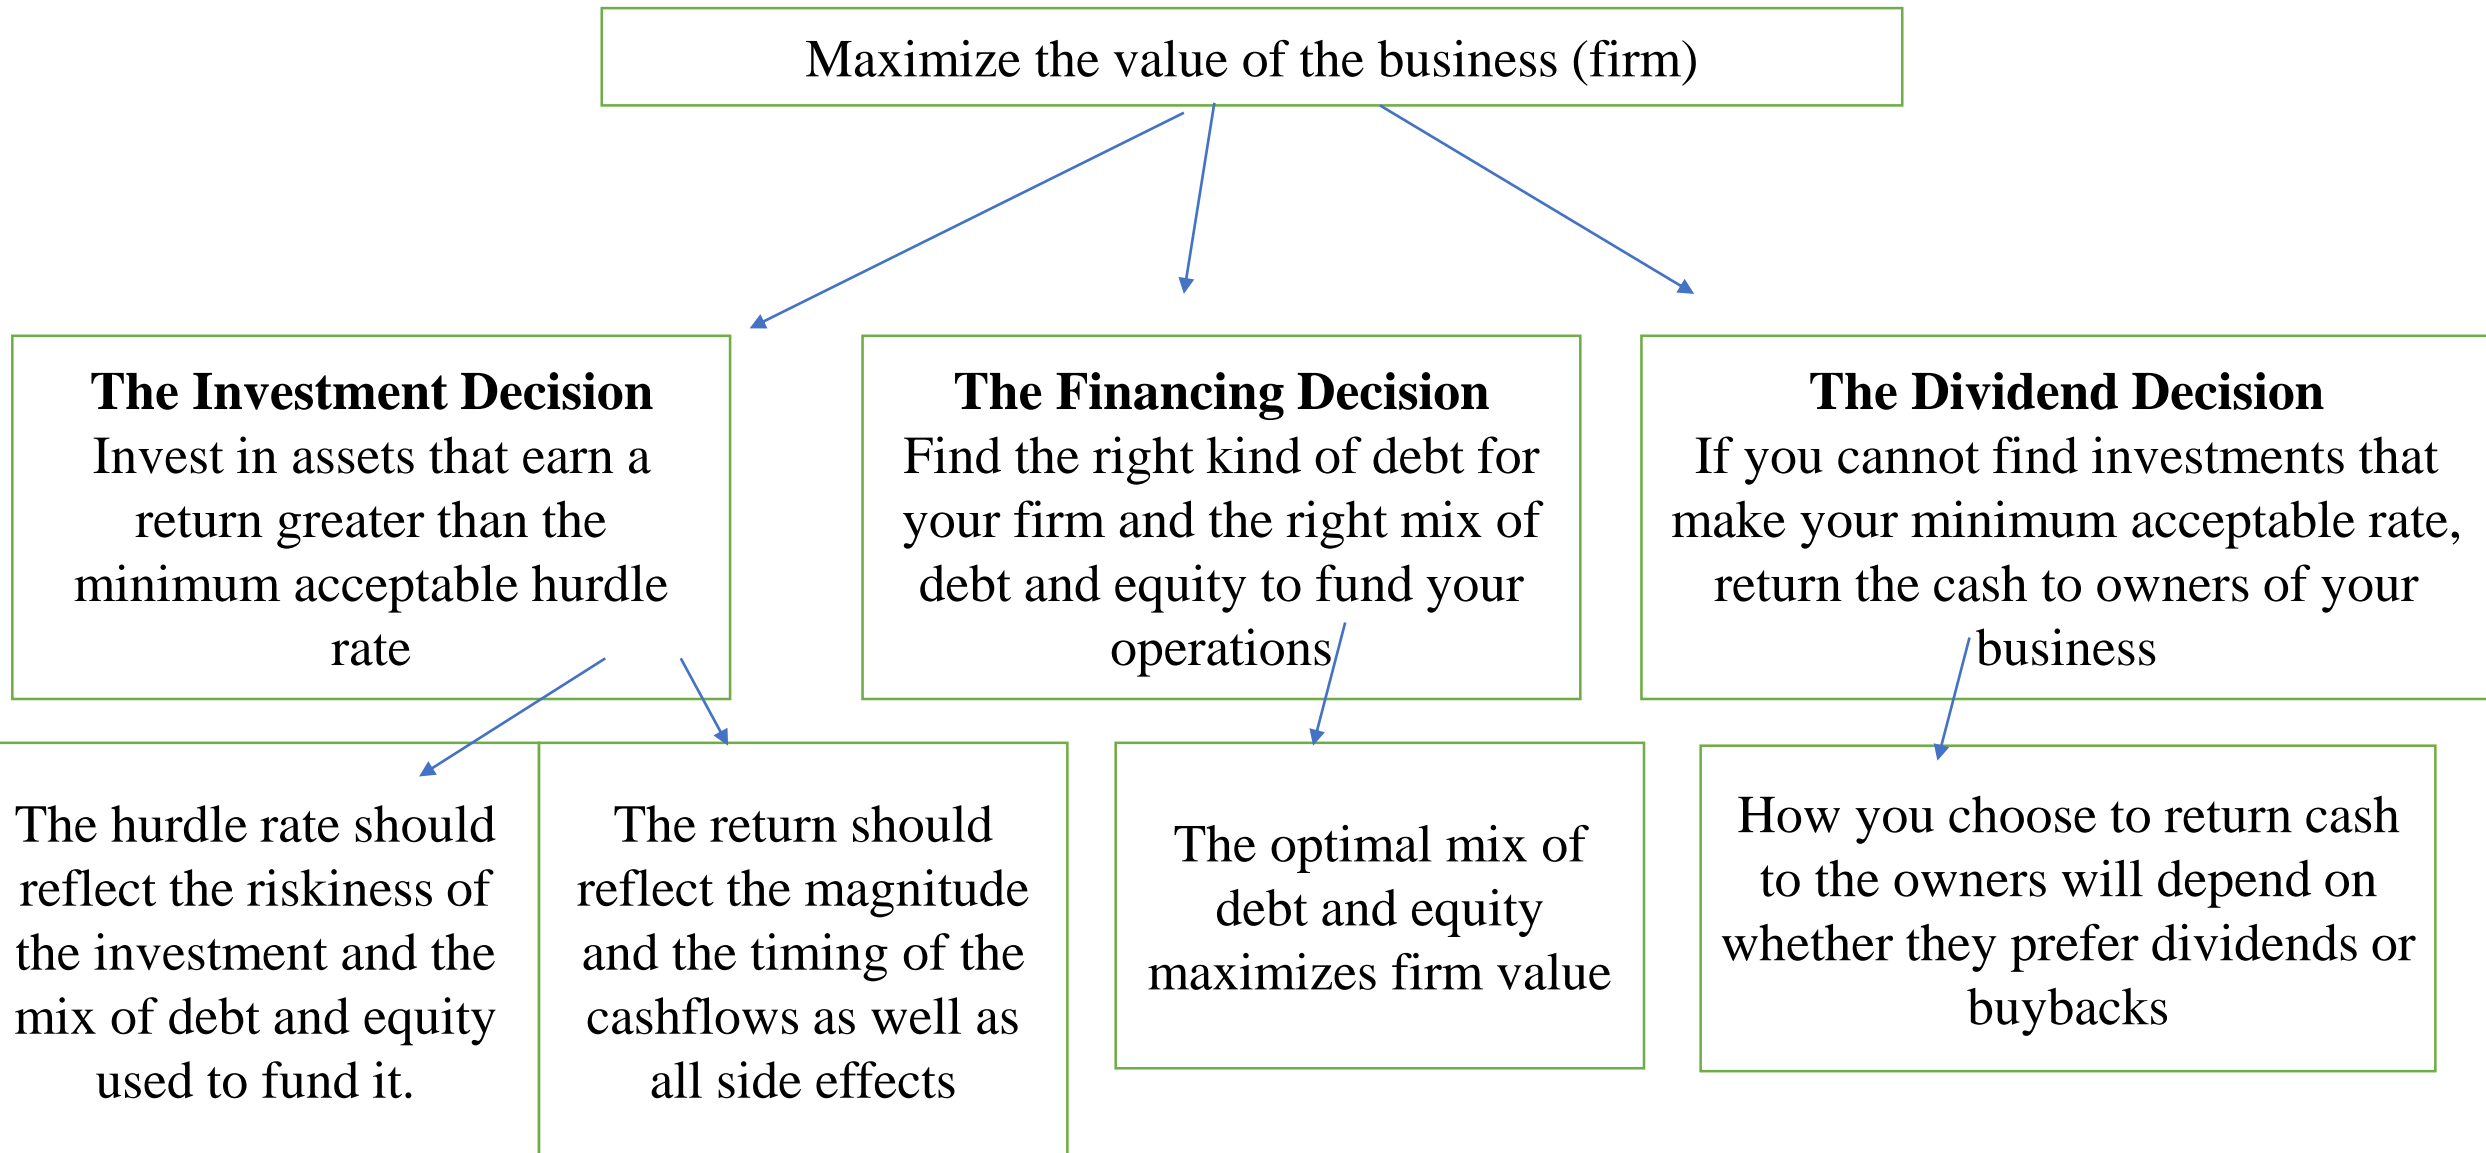 Maximize the value of the business (firm)
The Investment Decision
Invest in assets that earn a
return greater than the
minimum acceptable hurdle
rate
The Financing Decision
Find the right kind of debt for
your firm and the right mix of
debt and equity to fund your
operations
The Dividend Decision
If you cannot find investments that
make your minimum acceptable rate,
return the cash to owners of your
business
The hurdle rate should
reflect the riskiness of
the investment and the
mix of debt and equity
used to fund it.
The return should
reflect the magnitude
and the timing of the
cashflows as well as
all side effects
The optimal mix of
debt and equity
maximizes firm value
How you choose to return cash
to the owners will depend on
whether they prefer dividends or
buybacks